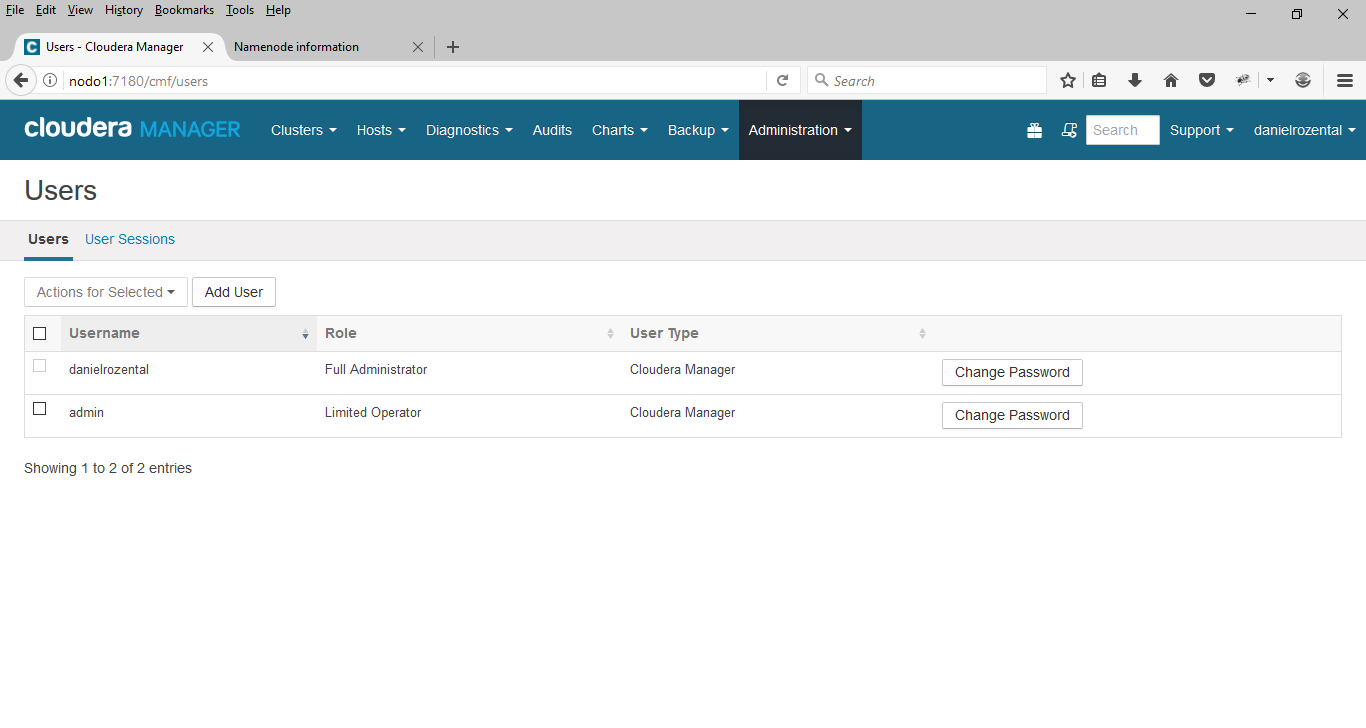 File Edit View History Bookmarks Tools Help
Users - Cloudera Manager Namenode information
nodo1:7180/cmf/users Search
cloudera MANAGER Clusters Hosts Diagnostics Audits Charts Backup Administration Search Support danielrozental
Users
Users User Sessions
Actions for Selected Add User
Username Role User Type
danielrozental Full Administrator Cloudera Manager Change Password
admin Limited Operator Cloudera Manager Change Password
Showing 1 to 2 of 2 entries